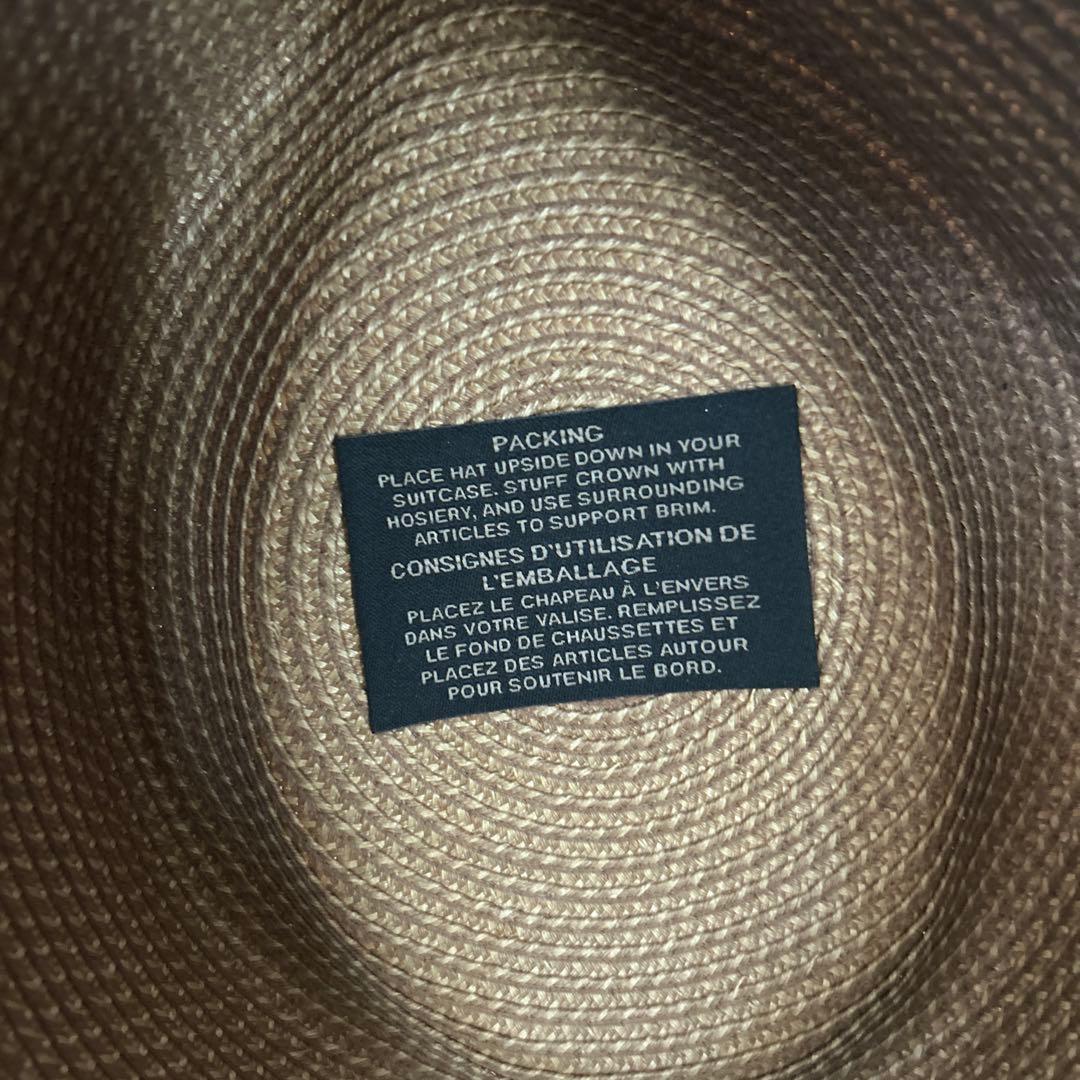 PACKING
PLACE HAT UPSIDE DOWN IN YOUR
SUITCASE. STUFF CROWN WITH
HOSIERY, AND USE SURROUNDING
ARTICLES TO SUPPORT BRIM.
CONSIGNES D'UTILISATION DE
L'EMBALLAGE
PLACEZ LE CHAPEAU À L'ENVERS
DANS VOTRE VALISE. REMPLISSEZ
LE FOND DE CHAUSSETTES ET
PLACEZ DES ARTICLES AUTOUR
POUR SOUTENIR LE BORD.